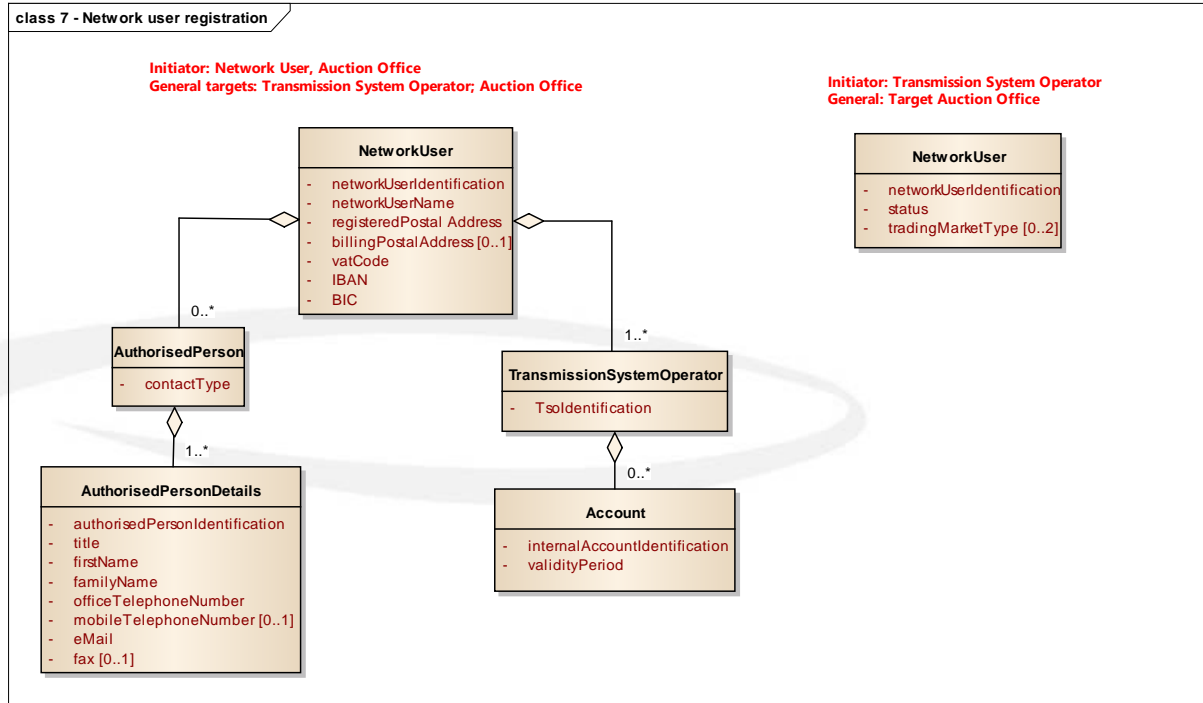 class 7 - Network user registration
Initiator: Network User, Auction Office
General targets: Transmission System Operator; Auction Office
Initiator: Transmission System Operator
General: Target Auction Office
NetworkUser
- networkUserIdentification
- networkUserName
- registeredPostal Address
- billingPostalAddress [0..1]
- vatCode
- IBAN
- BIC
NetworkUser
- networkUserIdentification
- status
- tradingMarketType [0..2]
0..*
1..*
AuthorisedPerson
- contactType
TransmissionSystemOperator
- TsoIdentification
1..*
0..*
AuthorisedPersonDetails
- authorisedPersonIdentification
- title
- firstName
- familyName
- officeTelephoneNumber
- mobileTelephoneNumber [0..1]
- eMail
- fax [0..1]
Account
- internalAccountIdentification
- validityPeriod